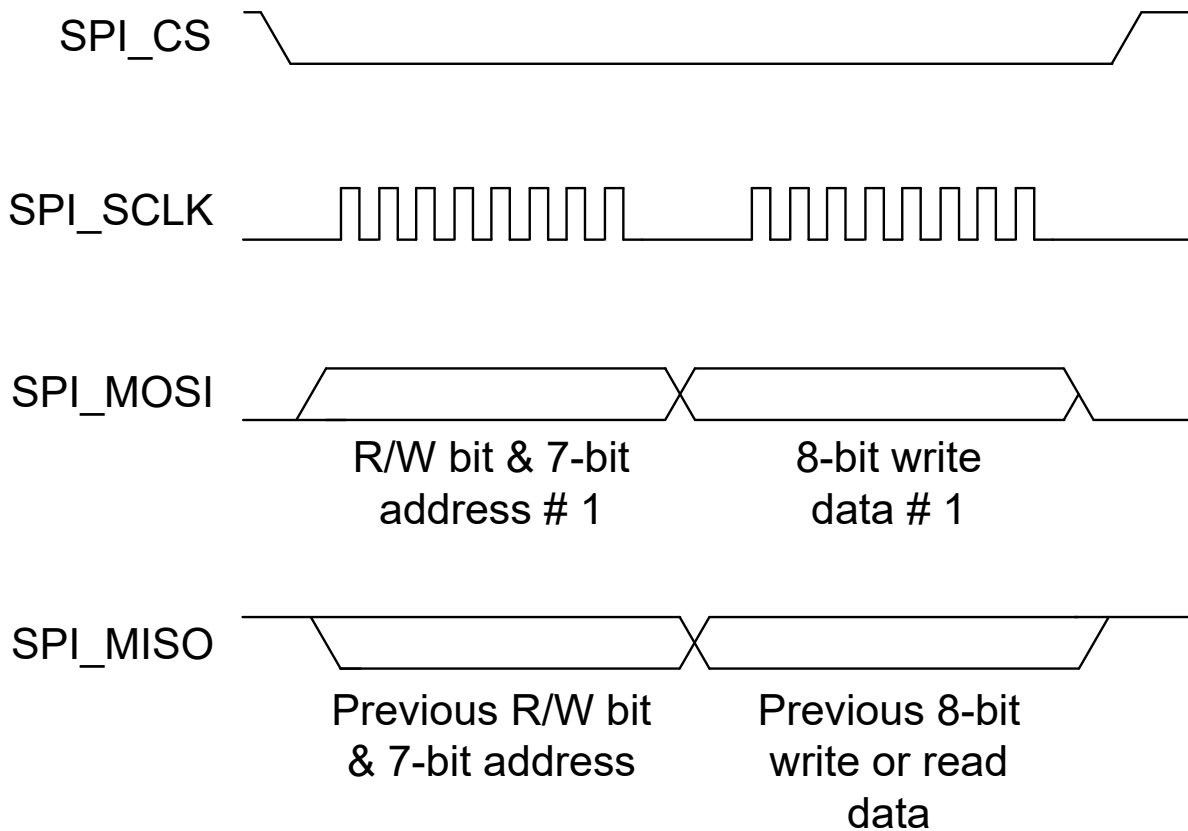 SPI_CS
SPI_SCLK
SPI_MOSI
R/W bit & 7-bit
address # 1
8-bit write
data # 1
SPI_MISO
Previous R/W bit
& 7-bit address
Previous 8-bit
write or read
data